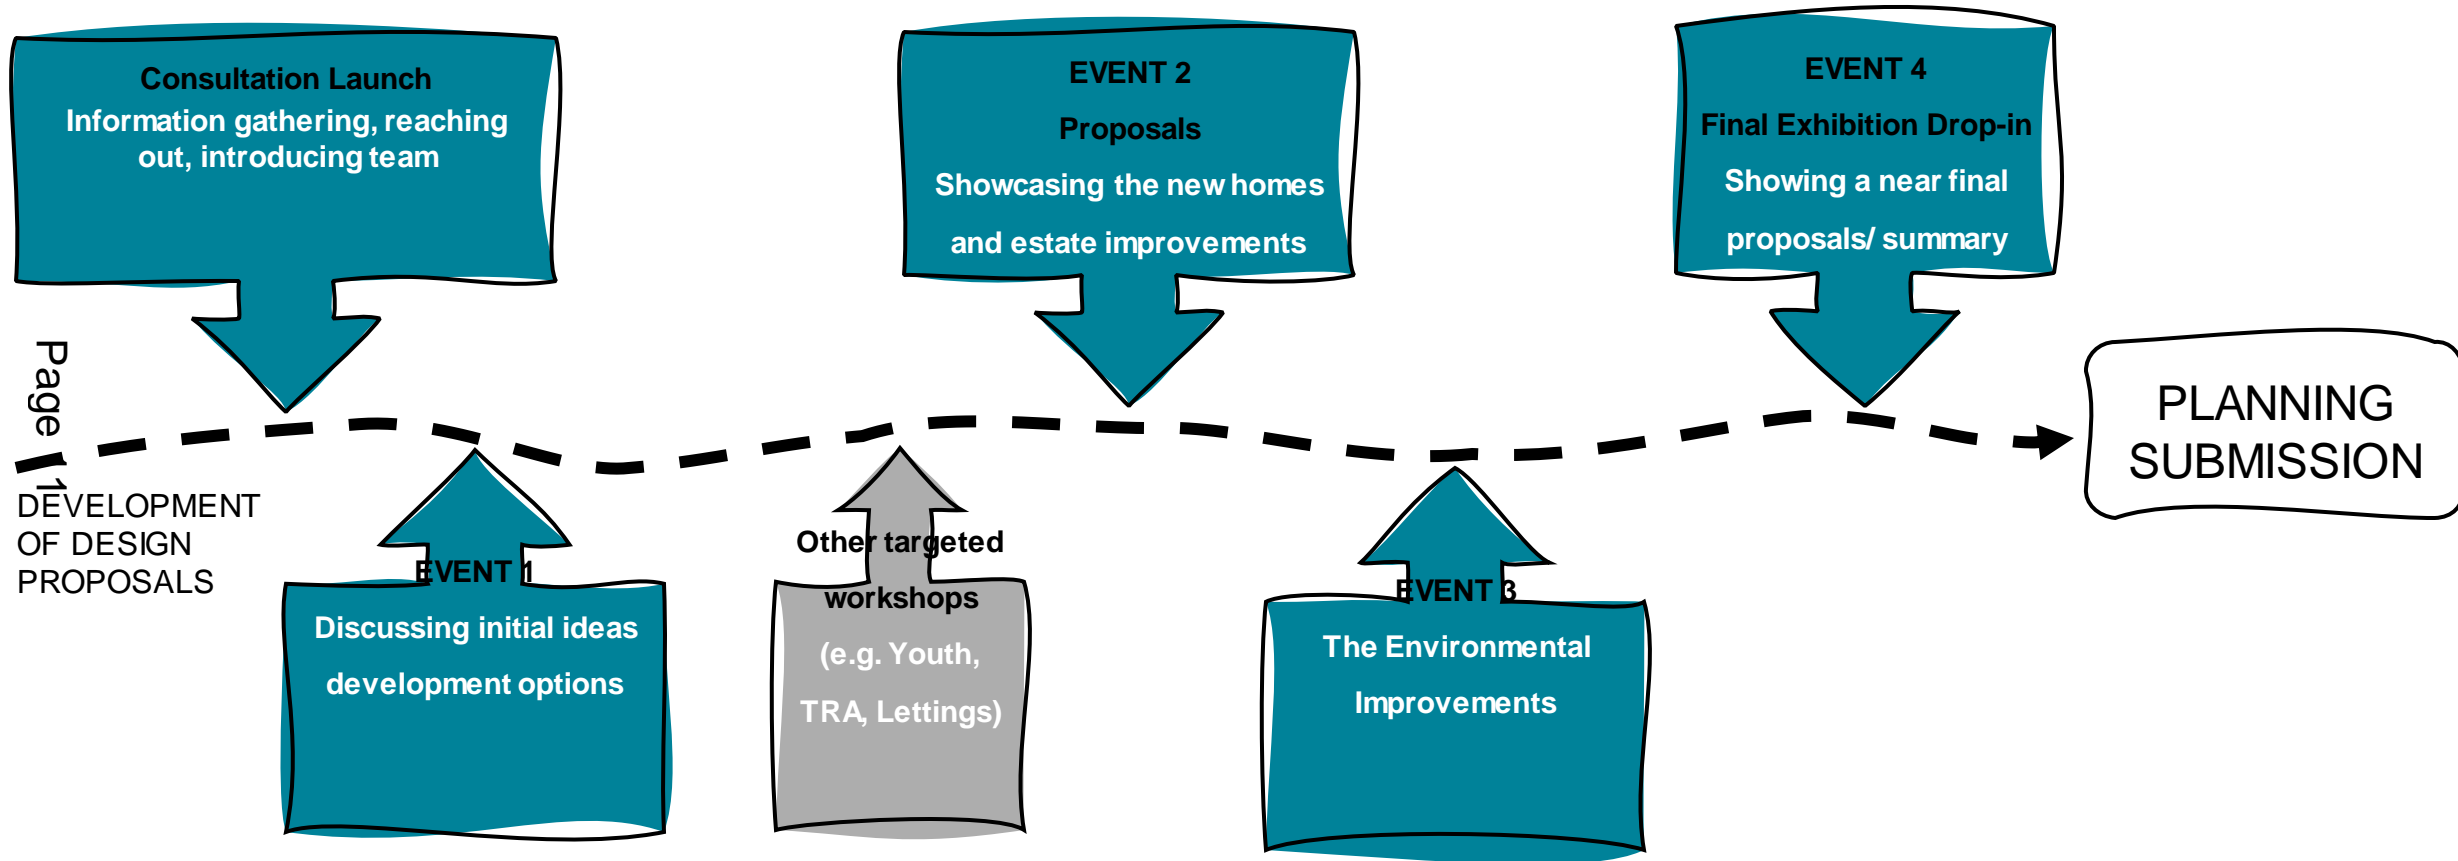 Consultation Launch
Information gathering, reaching
out, introducing team
EVENT 2
Proposals
Showcasing the new homes
and estate improvements
EVENT 4
Final Exhibition Drop-in
Showing a near final
proposals/ summary
Page 1
DEVELOPMENT
OF DESIGN
PROPOSALS
EVENT 1
Discussing initial ideas
development options
Other targeted
workshops
(e.g. Youth,
TRA, Lettings)
EVENT 3
The Environmental
Improvements
PLANNING
SUBMISSION